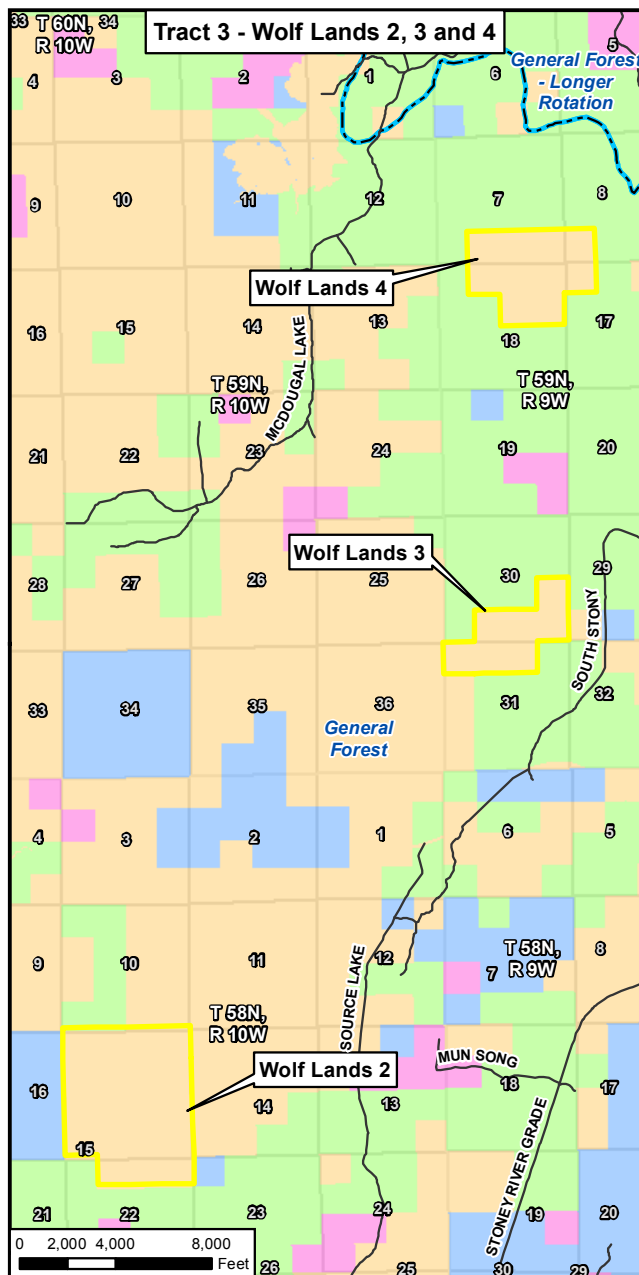 Tract 3 - Wolf Lands 2, 3 and 4
33
T 60N,
R 10W
34
5
4
3
2
1
6
General Forest
- Longer
Rotation
9
10
11
12
7
8
Wolf Lands 4
16
15
14
13
18
17
T 59N,
R 10W
MCDOUGAL LAKE
T 59N,
R 9W
21
22
23
24
19
20
Wolf Lands 3
28
27
26
25
30
29
SOUTH STONY
33
34
35
36
31
32
General
Forest
4
3
2
1
6
5
9
10
11
12
T 58N,
R 9W
7
8
T 58N,
R 10W
SOURCE LAKE
Wolf Lands 2
MUN SONG
16
15
14
13
18
17
STONEY RIVER GRADE
21
22
23
24
19
20
0 2,000 4,000 8,000
Feet
26
25
30
29